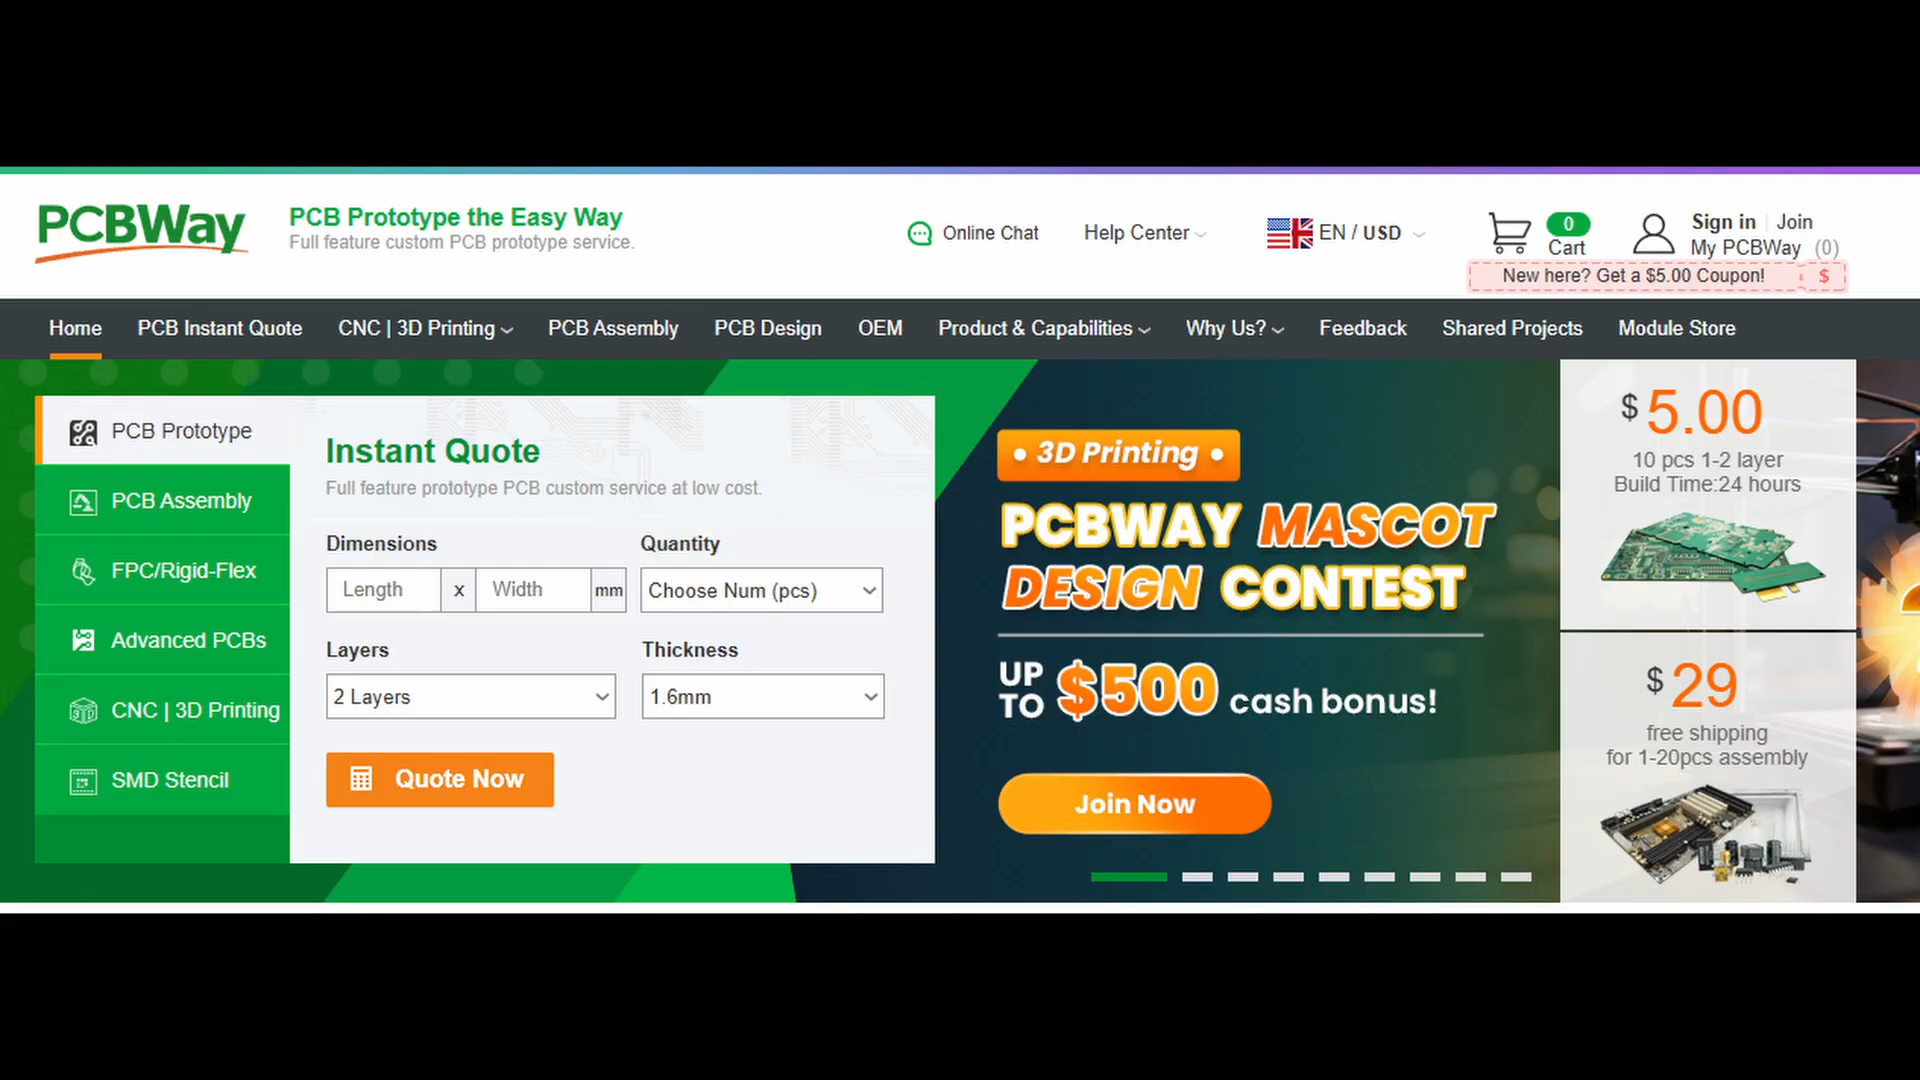 PCBWay
PCB Prototype the Easy Way
Full feature custom PCB prototype service.
Online Chat
Help Center
EN / USD
0
Cart
Sign in
Join
My PCBWay (0)
New here? Get a $5.00 Coupon!
$
Home
PCB Instant Quote
CNC | 3D Printing
PCB Assembly
PCB Design
OEM
Product & Capabilities
Why Us?
Feedback
Shared Projects
Module Store
PCB Prototype
PCB Assembly
FPC/Rigid-Flex
Advanced PCBs
CNC | 3D Printing
SMD Stencil
Instant Quote
Full feature prototype PCB custom service at low cost.
Dimensions
Quantity
Length x Width mm
Choose Num (pcs)
Layers
Thickness
2 Layers
1.6mm
Quote Now
• 3D Printing •
PCBWAY MASCOT
DESIGN CONTEST
UP TO $500 cash bonus!
Join Now
$ 5.00
10 pcs 1-2 layer
Build Time:24 hours
$ 29
free shipping
for 1-20pcs assembly